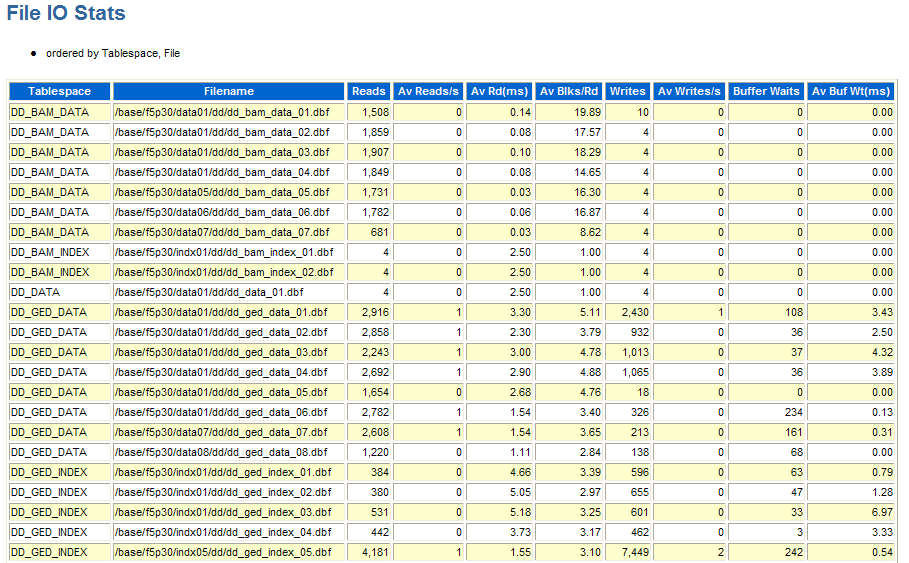 File IO Stats
• ordered by Tablespace, File
Tablespace Filename Reads Av Reads/s Av Rd(ms) Av Blks/Rd Writes Av Writes/s Buffer Waits Av Buf Wt(ms)
DD_BAM_DATA /base/f5p30/data01/dd/dd_bam_data_01.dbf 1,508 0 0.14 19.89 10 0 0 0.00
DD_BAM_DATA /base/f5p30/data01/dd/dd_bam_data_02.dbf 1,859 0 0.08 17.57 4 0 0 0.00
DD_BAM_DATA /base/f5p30/data01/dd/dd_bam_data_03.dbf 1,907 0 0.10 18.29 4 0 0 0.00
DD_BAM_DATA /base/f5p30/data01/dd/dd_bam_data_04.dbf 1,849 0 0.08 14.65 4 0 0 0.00
DD_BAM_DATA /base/f5p30/data05/dd/dd_bam_data_05.dbf 1,731 0 0.03 16.30 4 0 0 0.00
DD_BAM_DATA /base/f5p30/data06/dd/dd_bam_data_06.dbf 1,782 0 0.06 16.87 4 0 0 0.00
DD_BAM_DATA /base/f5p30/data07/dd/dd_bam_data_07.dbf 681 0 0.03 8.62 4 0 0 0.00
DD_BAM_INDEX /base/f5p30/indx01/dd/dd_bam_index_01.dbf 4 0 2.50 1.00 4 0 0 0.00
DD_BAM_INDEX /base/f5p30/indx01/dd/dd_bam_index_02.dbf 4 0 2.50 1.00 4 0 0 0.00
DD_DATA /base/f5p30/data01/dd/dd_data_01.dbf 4 0 2.50 1.00 4 0 0 0.00
DD_GED_DATA /base/f5p30/data01/dd/dd_ged_data_01.dbf 2,916 1 3.30 5.11 2,430 1 108 3.43
DD_GED_DATA /base/f5p30/data01/dd/dd_ged_data_02.dbf 2,858 1 2.30 3.79 932 0 36 2.50
DD_GED_DATA /base/f5p30/data01/dd/dd_ged_data_03.dbf 2,243 1 3.00 4.78 1,013 0 37 4.32
DD_GED_DATA /base/f5p30/data01/dd/dd_ged_data_04.dbf 2,692 1 2.90 4.88 1,065 0 36 3.89
DD_GED_DATA /base/f5p30/data01/dd/dd_ged_data_05.dbf 1,654 0 2.68 4.76 18 0 0 0.00
DD_GED_DATA /base/f5p30/data01/dd/dd_ged_data_06.dbf 2,782 1 1.54 3.40 326 0 234 0.13
DD_GED_DATA /base/f5p30/data07/dd/dd_ged_data_07.dbf 2,608 1 1.54 3.65 213 0 161 0.31
DD_GED_DATA /base/f5p30/data08/dd/dd_ged_data_08.dbf 1,220 0 1.11 2.84 138 0 68 0.00
DD_GED_INDEX /base/f5p30/indx01/dd/dd_ged_index_01.dbf 384 0 4.66 3.39 596 0 63 0.79
DD_GED_INDEX /base/f5p30/indx01/dd/dd_ged_index_02.dbf 380 0 5.05 2.97 655 0 47 1.28
DD_GED_INDEX /base/f5p30/indx01/dd/dd_ged_index_03.dbf 531 0 5.18 3.25 601 0 33 6.97
DD_GED_INDEX /base/f5p30/indx01/dd/dd_ged_index_04.dbf 442 0 3.73 3.17 462 0 3 3.33
DD_GED_INDEX /base/f5p30/indx05/dd/dd_ged_index_05.dbf 4,181 1 1.55 3.10 7,449 2 242 0.54